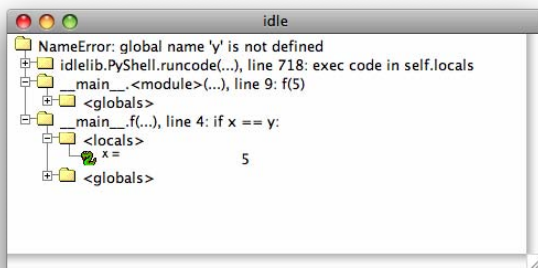 idle
NameError: global name 'y' is not defined
idlelib.PyShell.runcode(...), line 718: exec code in self.locals
__main__.<module>(...), line 9: f(5)
<globals>
__main__.f(...), line 4: if x == y:
<locals>
x = 5
<globals>